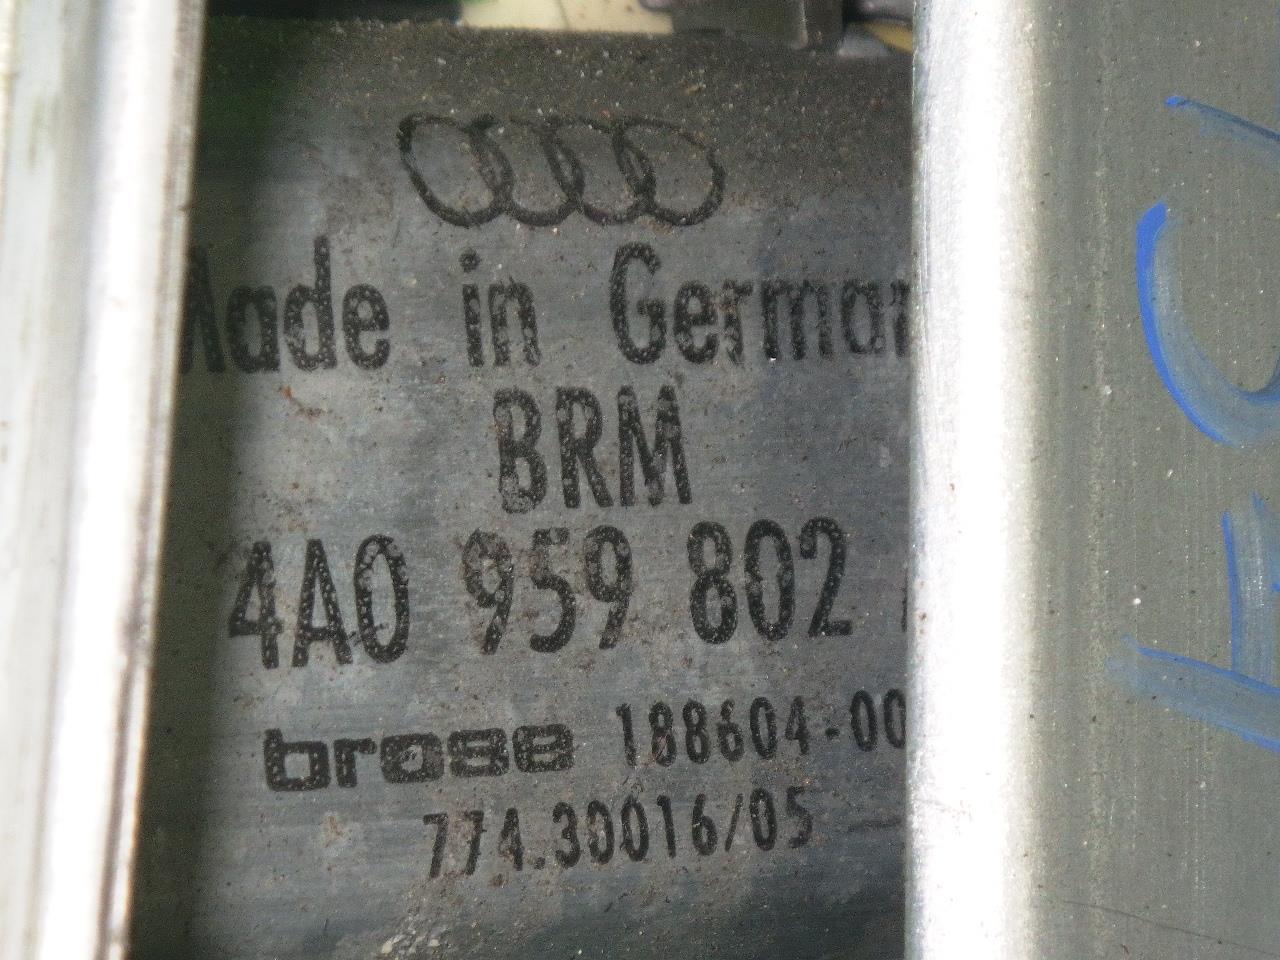 Made in German
BRM
4A0 959 802
brose 188604-00
774.30016/05